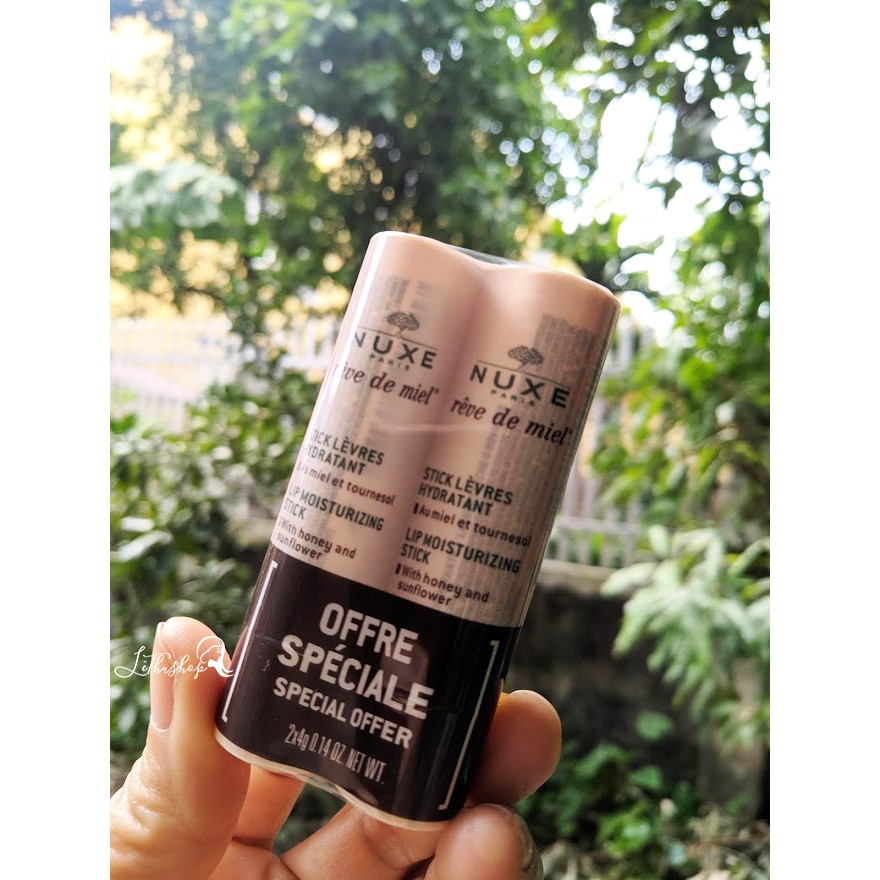 NUXE
PARIS
rêve de miel®
STICK LÈVRES
HYDRATANT
Au miel et tournesol
LIP MOISTURIZING
STICK
With honey and
sunflower
NUXE
PARIS
rêve de miel®
STICK LÈVRES
HYDRATANT
Au miel et tournesol
LIP MOISTURIZING
STICK
With honey and
sunflower
OFFRE
SPÉCIALE
SPECIAL OFFER
2x4g 0.14 OZ. NET WT.
LiThashop